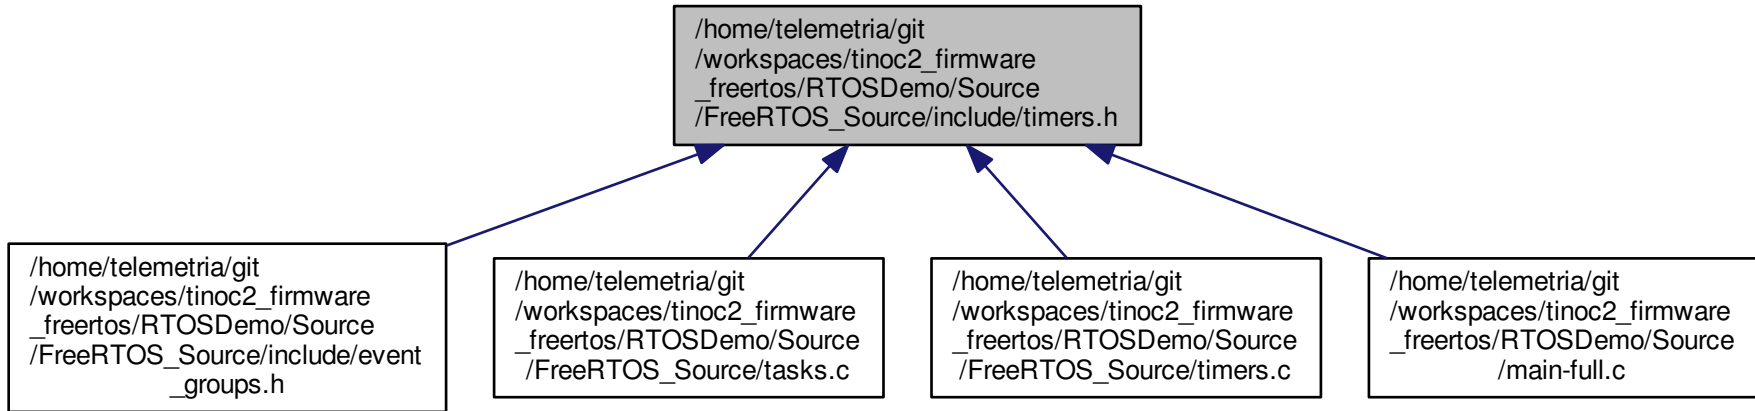 /home/telemetria/git
/workspaces/tinoc2_firmware
_freertos/RTOSDemo/Source
/FreeRTOS_Source/include/timers.h
/home/telemetria/git
/workspaces/tinoc2_firmware
_freertos/RTOSDemo/Source
/FreeRTOS_Source/include/event
_groups.h
/home/telemetria/git
/workspaces/tinoc2_firmware
_freertos/RTOSDemo/Source
/FreeRTOS_Source/tasks.c
/home/telemetria/git
/workspaces/tinoc2_firmware
_freertos/RTOSDemo/Source
/FreeRTOS_Source/timers.c
/home/telemetria/git
/workspaces/tinoc2_firmware
_freertos/RTOSDemo/Source
/main-full.c